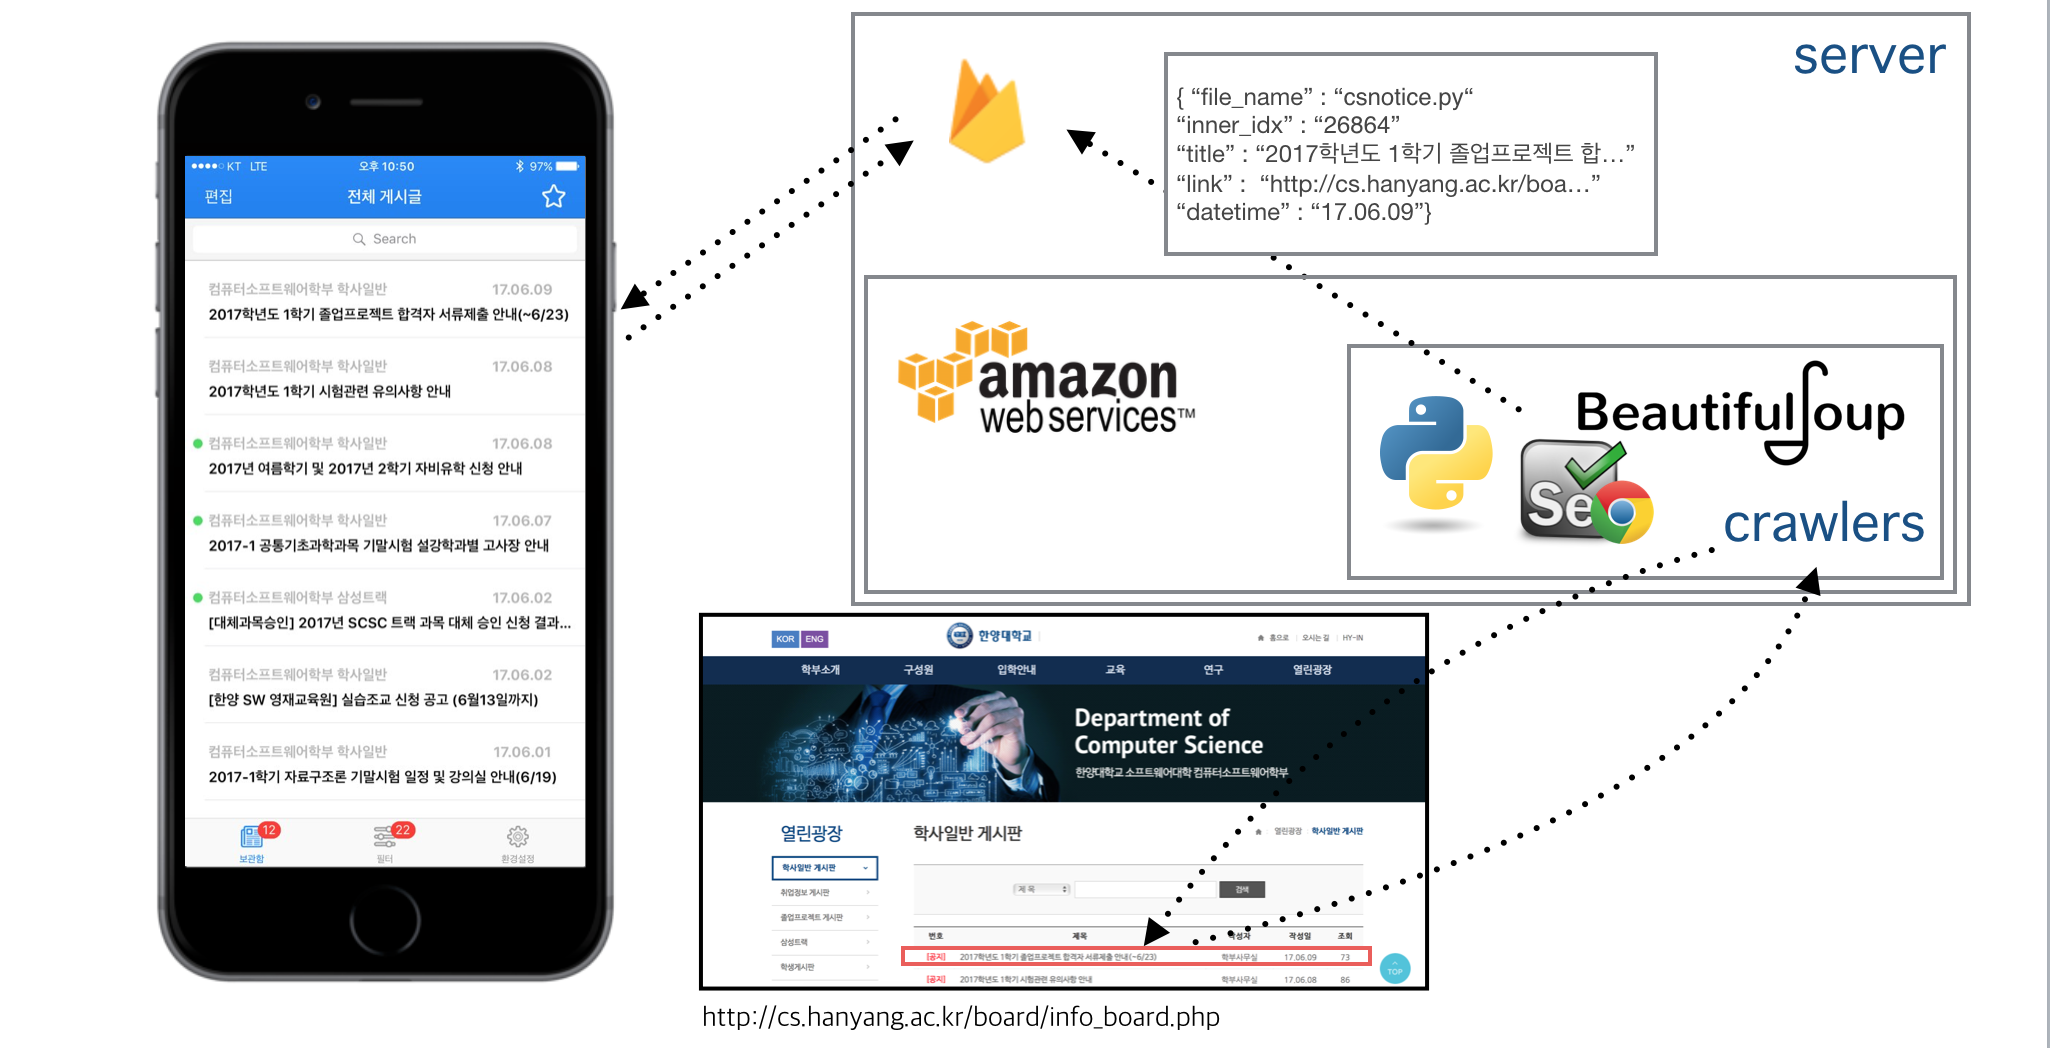 KT LTE 오후 10:50 97%
편집 전체 게시글
Search
컴퓨터소프트웨어학부 학사일반 17.06.09
2017학년도 1학기 졸업프로젝트 합격자 서류제출 안내(~6/23)
컴퓨터소프트웨어학부 학사일반 17.06.08
2017학년도 1학기 시험관련 유의사항 안내
컴퓨터소프트웨어학부 학사일반 17.06.08
2017년 여름학기 및 2017년 2학기 자비유학 신청 안내
컴퓨터소프트웨어학부 학사일반 17.06.07
2017-1 공통기초과학과목 기말시험 설강학과별 고사장 안내
컴퓨터소프트웨어학부 삼성트랙 17.06.02
[대체과목승인] 2017년 SCSC 트랙 과목 대체 승인 신청 결과...
컴퓨터소프트웨어학부 학사일반 17.06.02
[한양 SW 영재교육원] 실습조교 신청 공고 (6월13일까지)
컴퓨터소프트웨어학부 학사일반 17.06.01
2017-1학기 자료구조론 기말시험 일정 및 강의실 안내(6/19)
12 22
보관함 필터 환경설정
server
{ “file_name” : “csnotice.py“
“inner_idx” : “26864”
“title” : “2017학년도 1학기 졸업프로젝트 합...”
“link” : “http://cs.hanyang.ac.kr/boa...”
“datetime” : “17.06.09”}
amazon
web services™
BeautifulSoup
Se
crawlers
KOR ENG 한양대학교 홈으로 오시는 길 HY-IN
학부소개 구성원 입학안내 교육 연구 열린광장
Department of
Computer Science
한양대학교 소프트웨어대학 컴퓨터소프트웨어학부
열린광장 학사일반 게시판 열린광장 학사일반 게시판
학사일반 게시판
취업정보 게시판
졸업프로젝트 게시판
삼성트랙
학생게시판
제 목 검색
번호 제목 작성자 작성일 조회
[공지] 2017학년도 1학기 졸업프로젝트 합격자 서류제출 안내(~6/23) 학부사무실 17.06.09 73
[공지] 2017학년도 1학기 시험관련 유의사항 안내 학부사무실 17.06.08 86
TOP
http://cs.hanyang.ac.kr/board/info_board.php